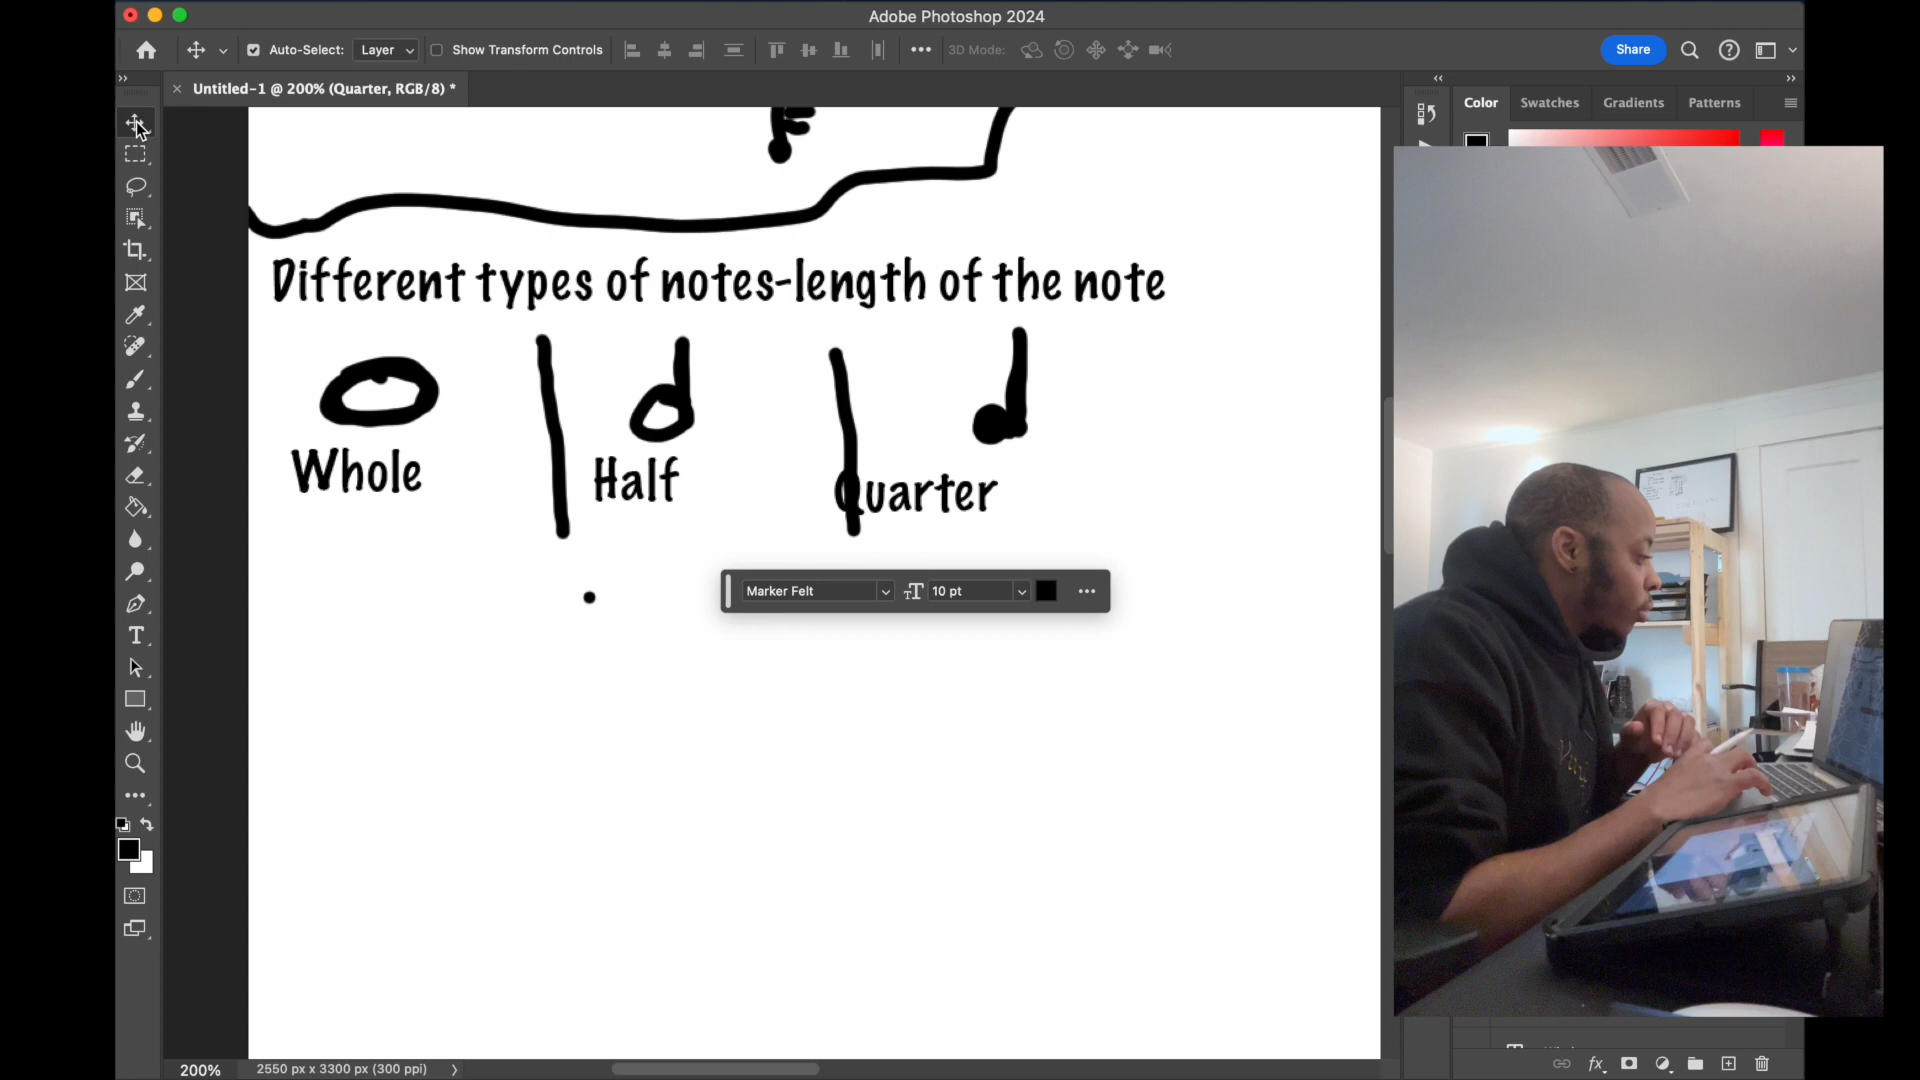 Adobe Photoshop 2024
Auto-Select: Layer Show Transform Controls 3D Mode: Share
Untitled-1 @ 200% (Quarter, RGB/8) *
Color Swatches Gradients Patterns
Different types of notes-length of the note
Whole
Half
Quarter
Marker Felt 10 pt
200% 2550 px x 3300 px (300 ppi)